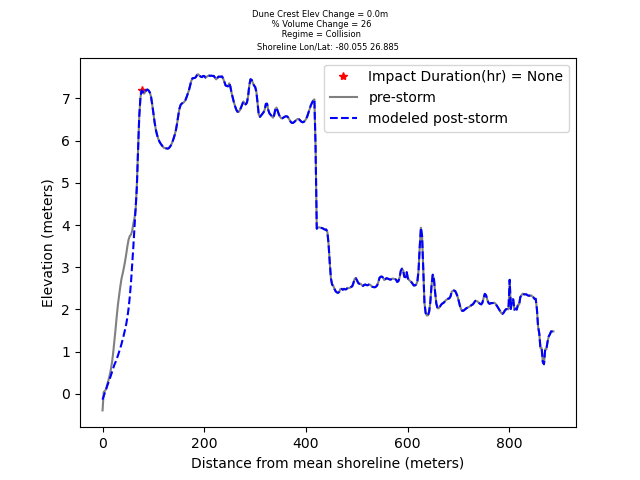 Dune Crest Elev Change = 0.0m
% Volume Change = 26
Regime = Collision
Shoreline Lon/Lat: -80.055 26.885
Impact Duration(hr) = None
pre-storm
modeled post-storm
Elevation (meters)
7
6
5
4
3
2
1
0
0 200 400 600 800
Distance from mean shoreline (meters)